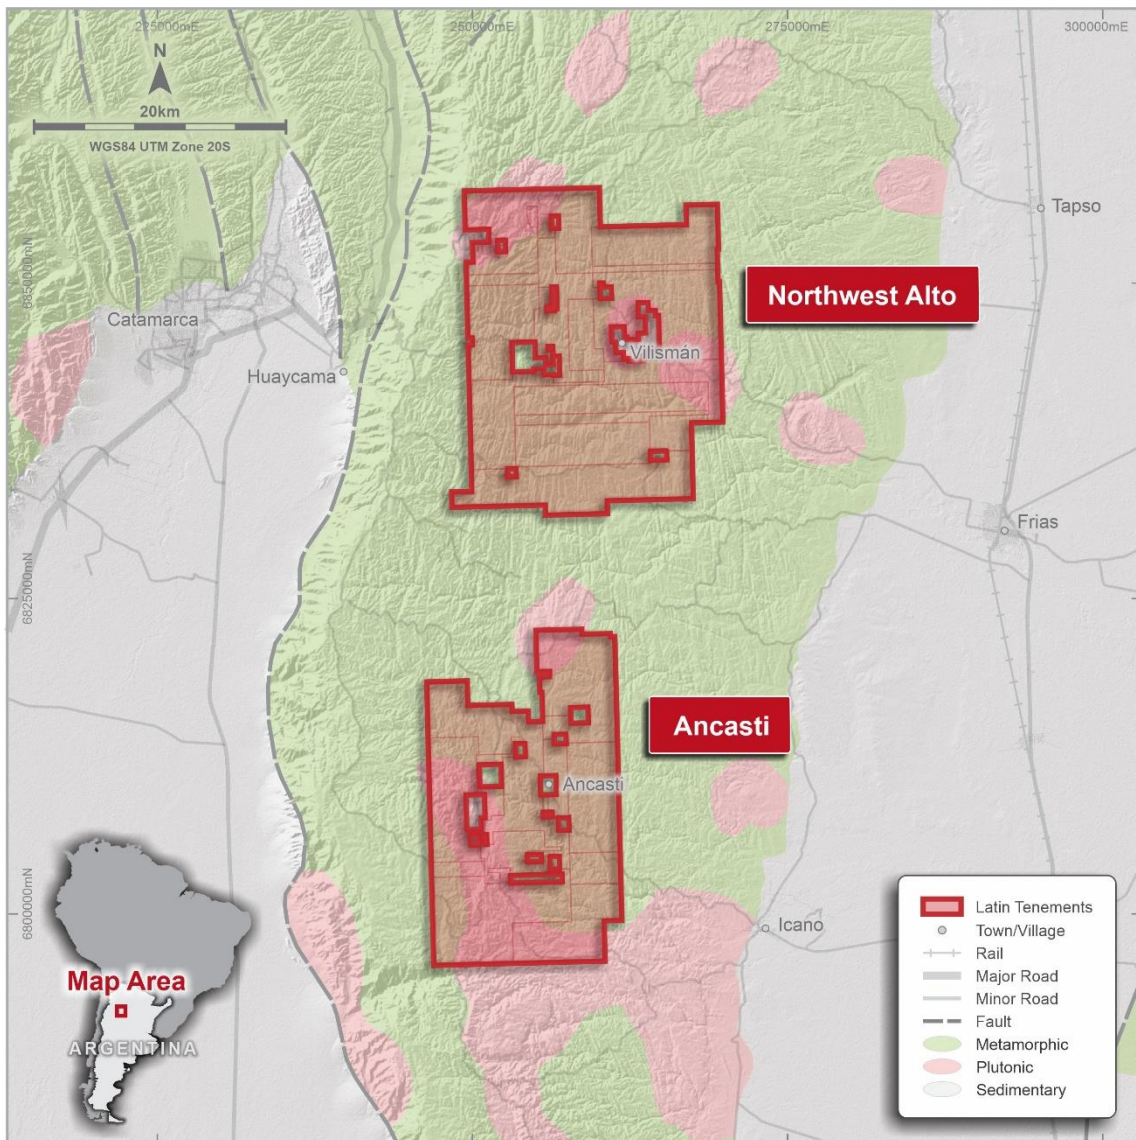 225000mE
250000mE
275000mE
300000mE
N
20km
WGS84 UTM Zone 20S
Tapso
6850000mN
Northwest Alto
Catamarca
Vilismán
Huaycama
Frias
6825000mN
Ancasti
Ancasti
6800000mN
Icano
Map Area
ARGENTINA
Latin Tenements
Town/Village
Rail
Major Road
Minor Road
Fault
Metamorphic
Plutonic
Sedimentary